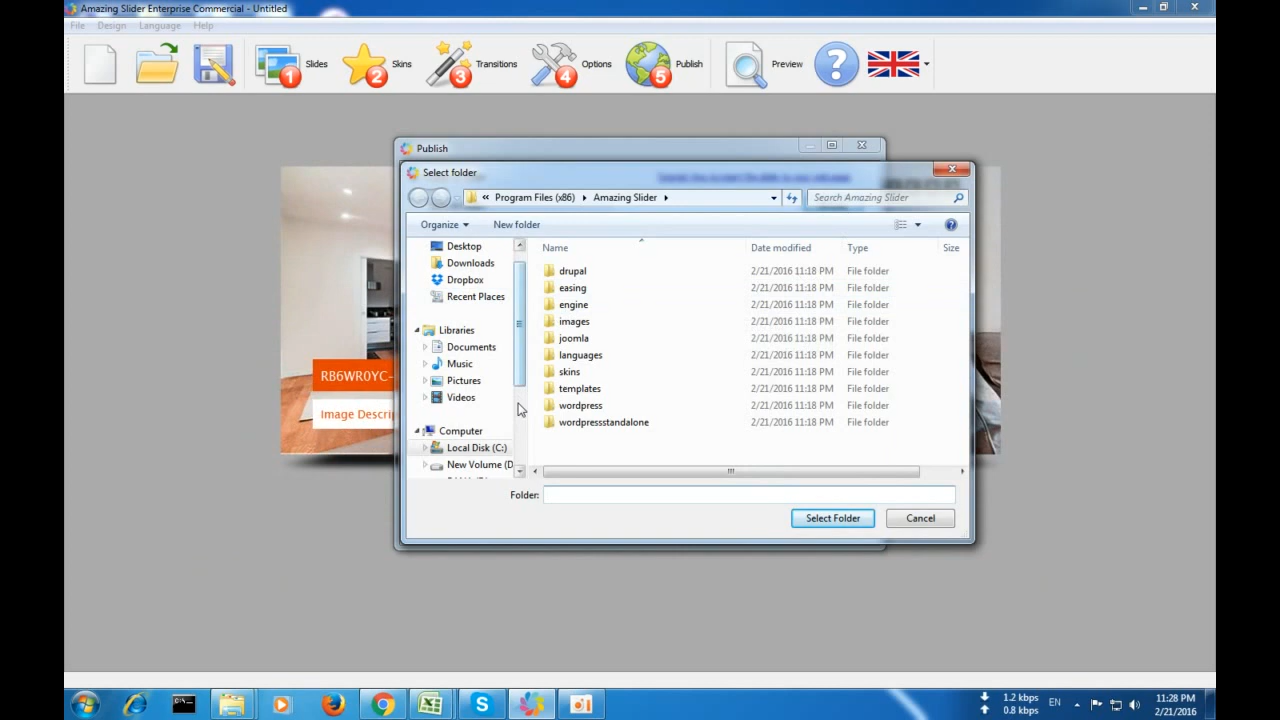 Amazing Slider Enterprise Commercial - Untitled
File Design Language Help
1 Slides 2 Skins 3 Transitions 4 Options 5 Publish Preview ?
Publish
Select folder
« Program Files (x86) Amazing Slider Search Amazing Slider
Organize New folder ?
Name Date modified Type Size
Desktop
Downloads
Dropbox
Recent Places
Libraries
Documents
Music
Pictures
Videos
Computer
Local Disk (C:)
New Volume (D
drupal 2/21/2016 11:18 PM File folder
easing 2/21/2016 11:18 PM File folder
engine 2/21/2016 11:18 PM File folder
images 2/21/2016 11:18 PM File folder
joomla 2/21/2016 11:18 PM File folder
languages 2/21/2016 11:18 PM File folder
skins 2/21/2016 11:18 PM File folder
templates 2/21/2016 11:18 PM File folder
wordpress 2/21/2016 11:18 PM File folder
wordpressstandalone 2/21/2016 11:18 PM File folder
Folder:
Select Folder Cancel
RB6WR0YC-
Image Descri
1.2 kbps
0.8 kbps
EN
11:28 PM
2/21/2016